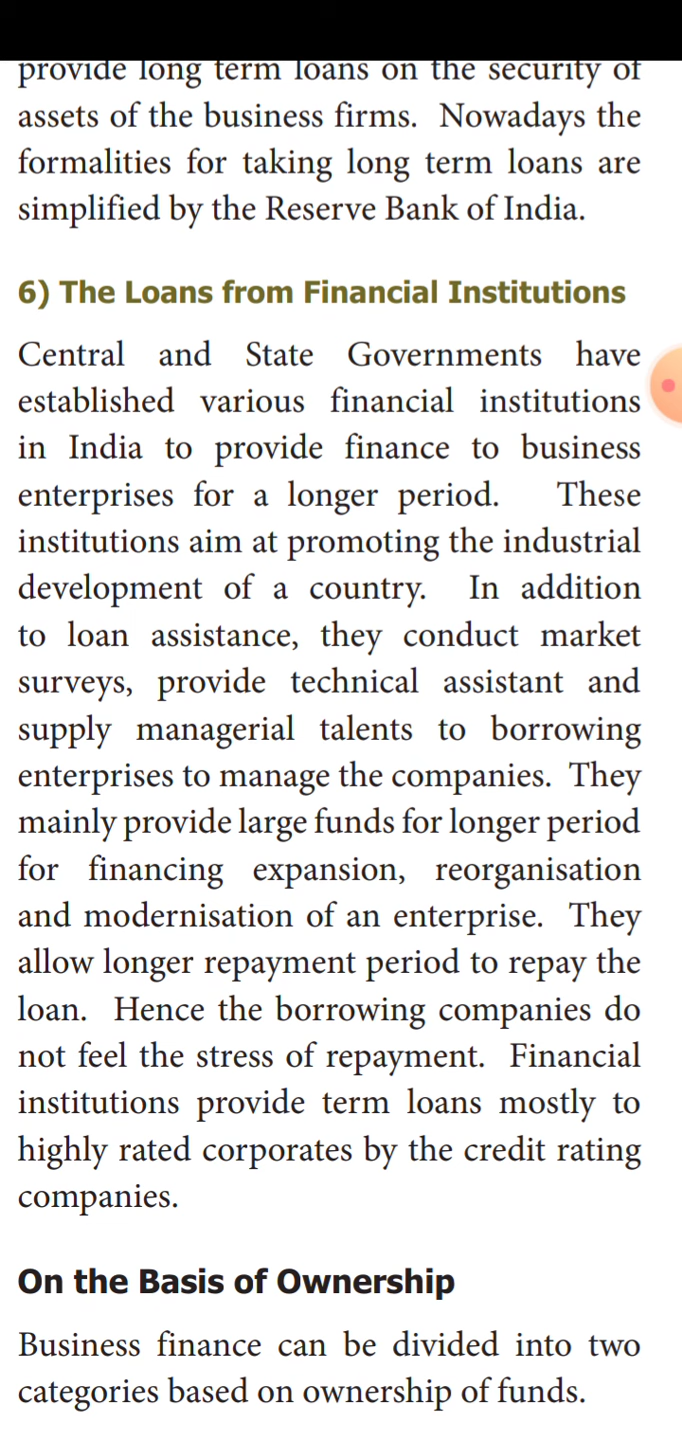 provide long term loans on the security of
assets of the business firms. Nowadays the
formalities for taking long term loans are
simplified by the Reserve Bank of India.
6) The Loans from Financial Institutions
Central and State Governments have
established various financial institutions
in India to provide finance to business
enterprises for a longer period. These
institutions aim at promoting the industrial
development of a country. In addition
to loan assistance, they conduct market
surveys, provide technical assistant and
supply managerial talents to borrowing
enterprises to manage the companies. They
mainly provide large funds for longer period
for financing expansion, reorganisation
and modernisation of an enterprise. They
allow longer repayment period to repay the
loan. Hence the borrowing companies do
not feel the stress of repayment. Financial
institutions provide term loans mostly to
highly rated corporates by the credit rating
companies.
On the Basis of Ownership
Business finance can be divided into two
categories based on ownership of funds.